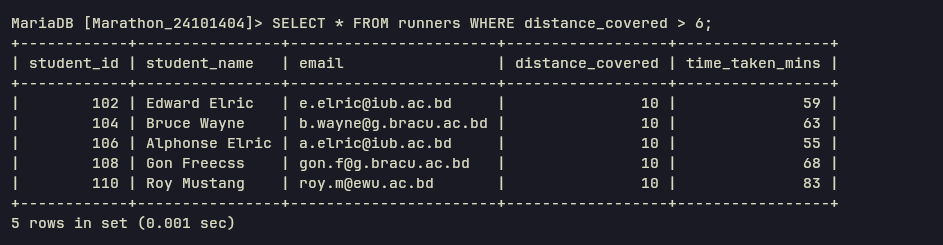 MariaDB [Marathon_24101404]> SELECT * FROM runners WHERE distance_covered > 6;
+------------+----------------+------------------------+------------------+-----------------+
| student_id | student_name   | email                  | distance_covered | time_taken_mins |
+------------+----------------+------------------------+------------------+-----------------+
|        102 | Edward Elric   | e.elric@iub.ac.bd      |               10 |              59 |
|        104 | Bruce Wayne    | b.wayne@g.bracu.ac.bd  |               10 |              63 |
|        106 | Alphonse Elric | a.elric@iub.ac.bd      |               10 |              55 |
|        108 | Gon Freecss    | gon.f@g.bracu.ac.bd    |               10 |              68 |
|        110 | Roy Mustang    | roy.m@ewu.ac.bd        |               10 |              83 |
+------------+----------------+------------------------+------------------+-----------------+
5 rows in set (0.001 sec)